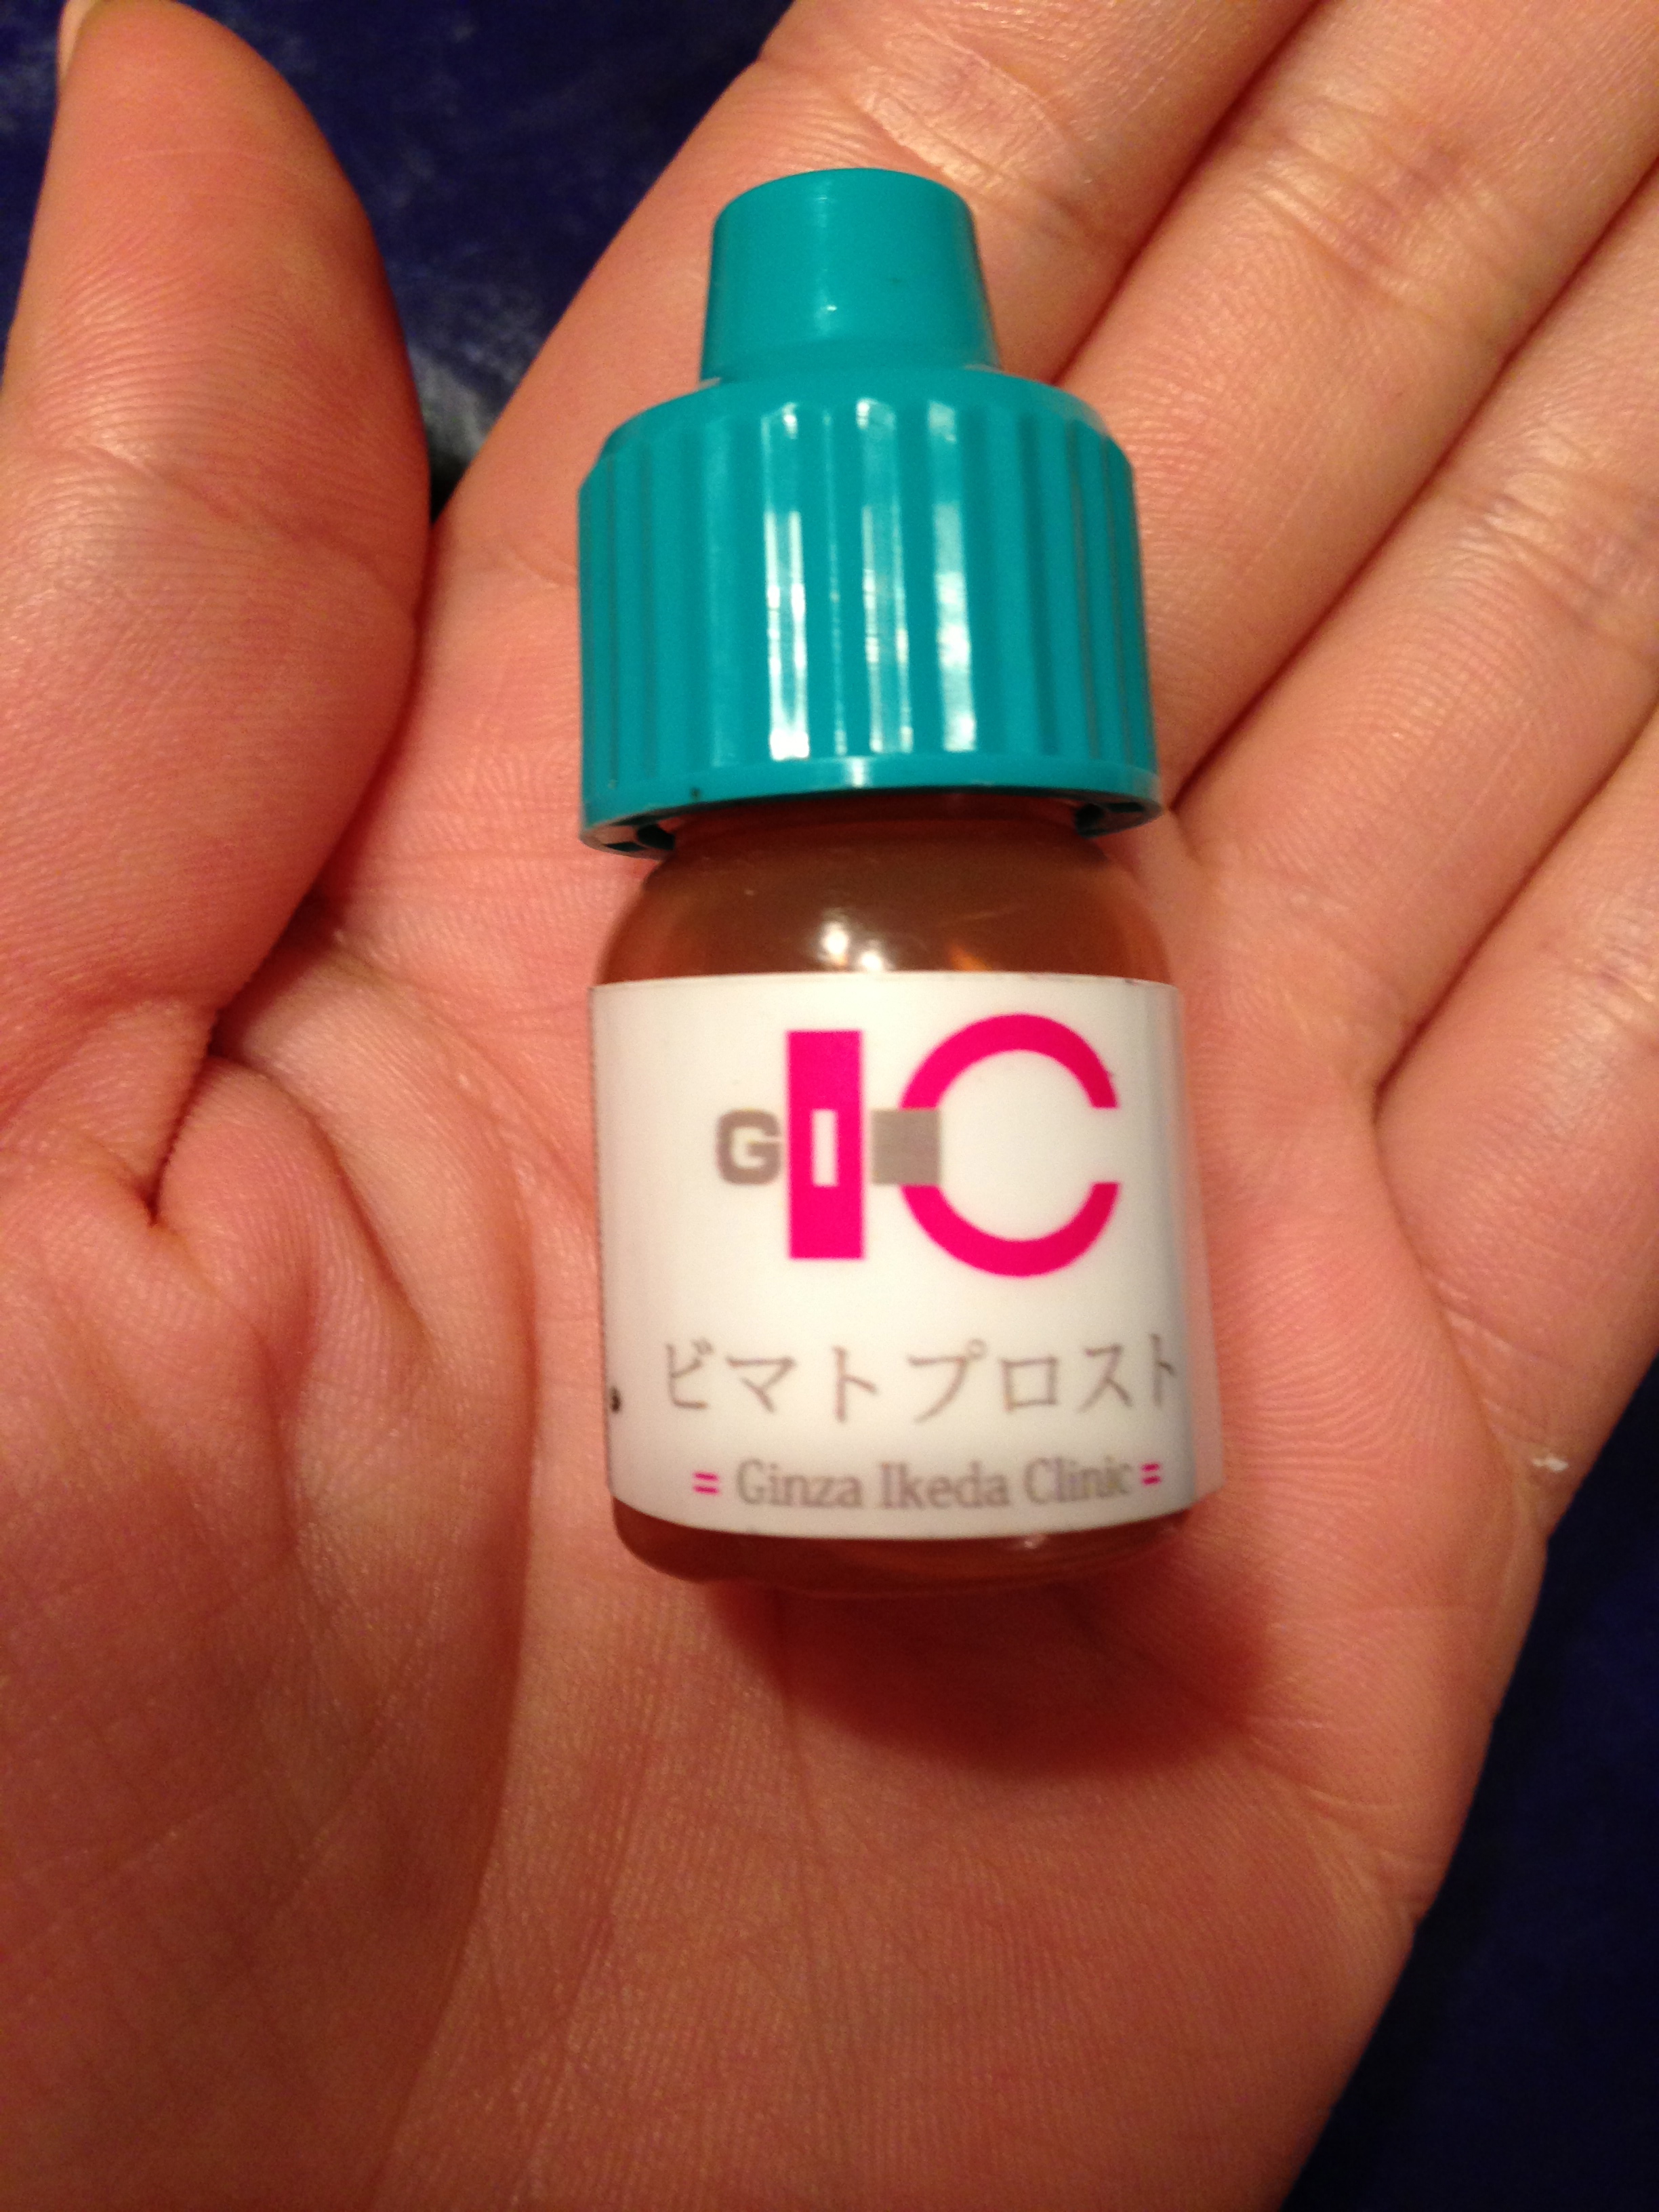 GIC
ビマトプロスト
= Ginza Ikeda Clinic =